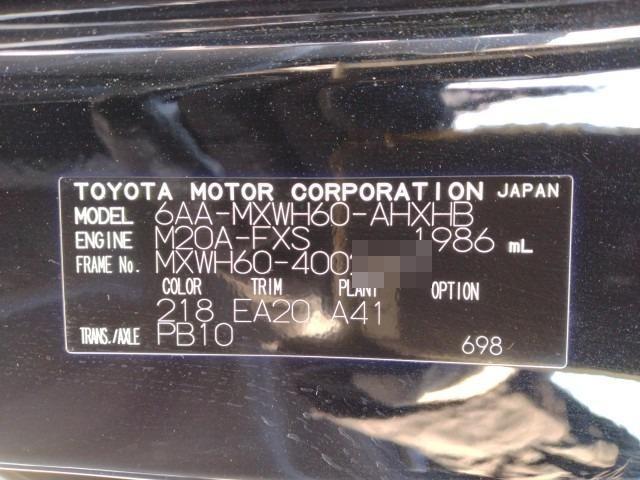 TOYOTA MOTOR CORPORATION JAPAN
MODEL 6AA-MXWH60-AHXHB
ENGINE M20A-FXS 1986 mL
FRAME No. MXWH60-400
COLOR TRIM PLANT OPTION
218 EA20 A41
TRANS./AXLE PB10 698